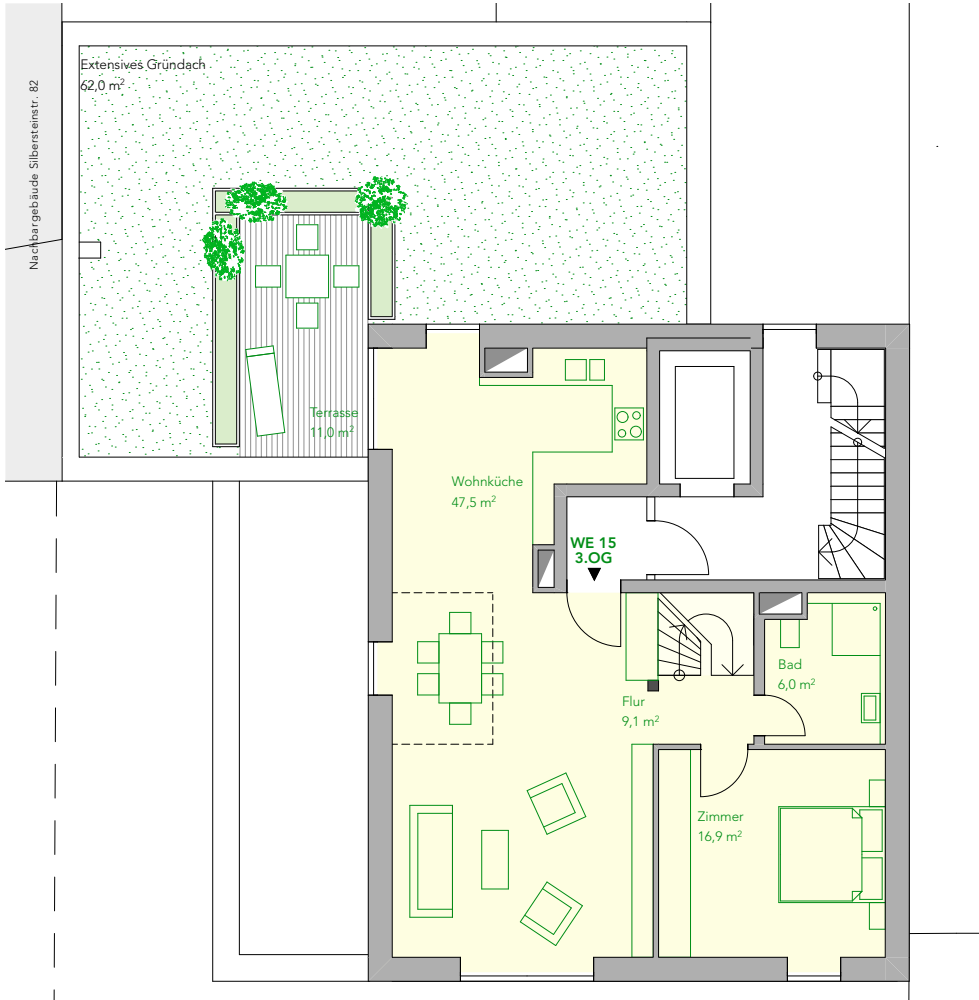 Extensives Gründach
62,0 m²
Nachbargebäude Silbersteinstr. 82
Terrasse
11,0 m²
Wohnküche
47,5 m²
WE 15
3.OG
Bad
6,0 m²
Flur
9,1 m²
Zimmer
16,9 m²